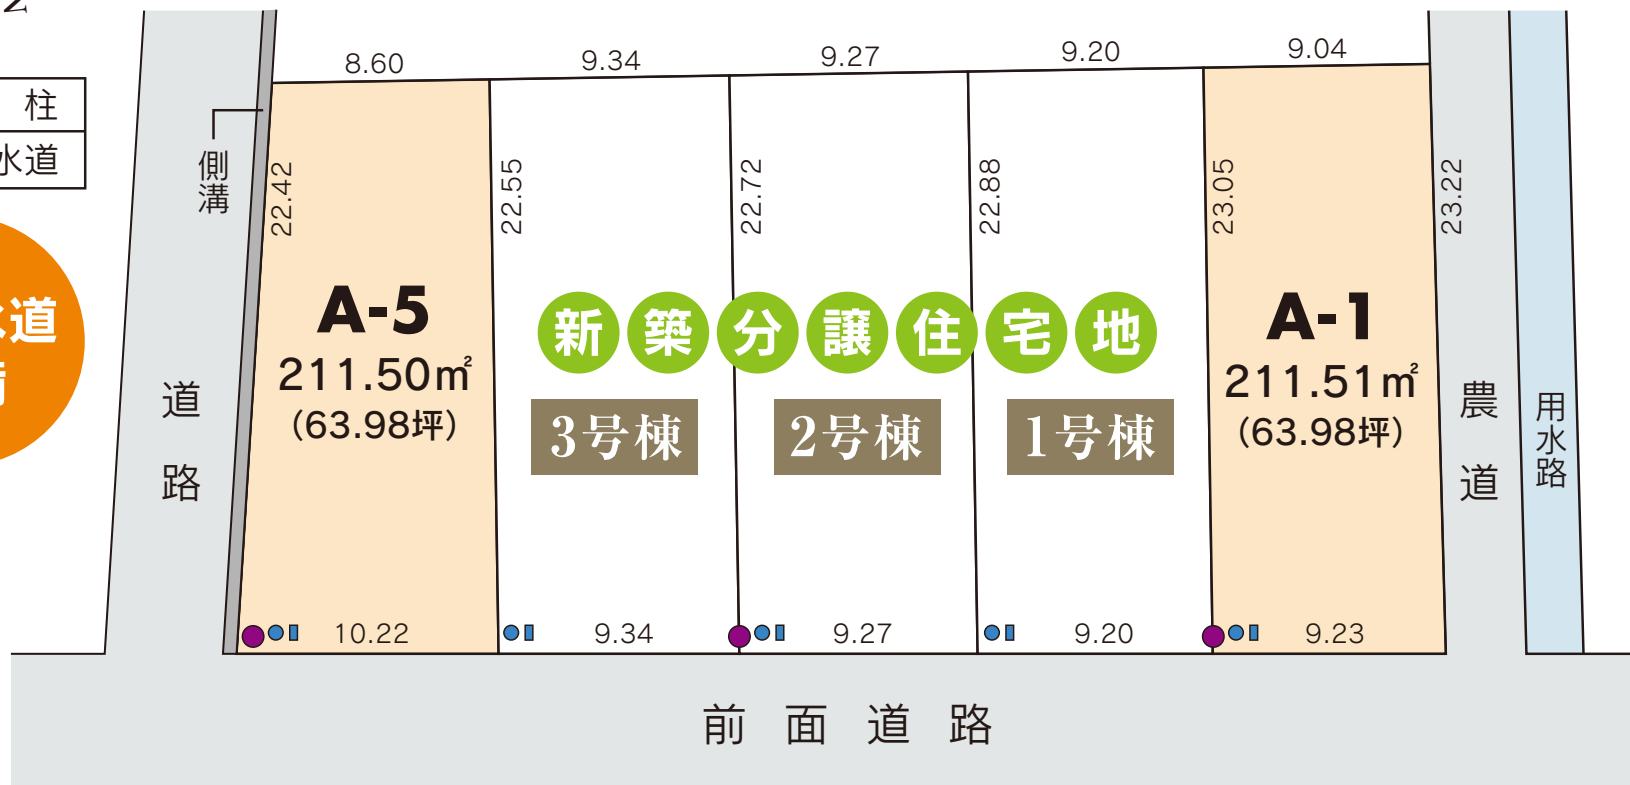 8.60
9.34
9.27
9.20
9.04
柱
水道
側溝
22.42
22.55
22.72
22.88
23.05
23.22
水道
A-5
211.50㎡
(63.98坪)
新築分譲住宅地
3号棟
2号棟
1号棟
A-1
211.51㎡
(63.98坪)
道路
農道
用水路
10.22
9.34
9.27
9.20
9.23
前面道路